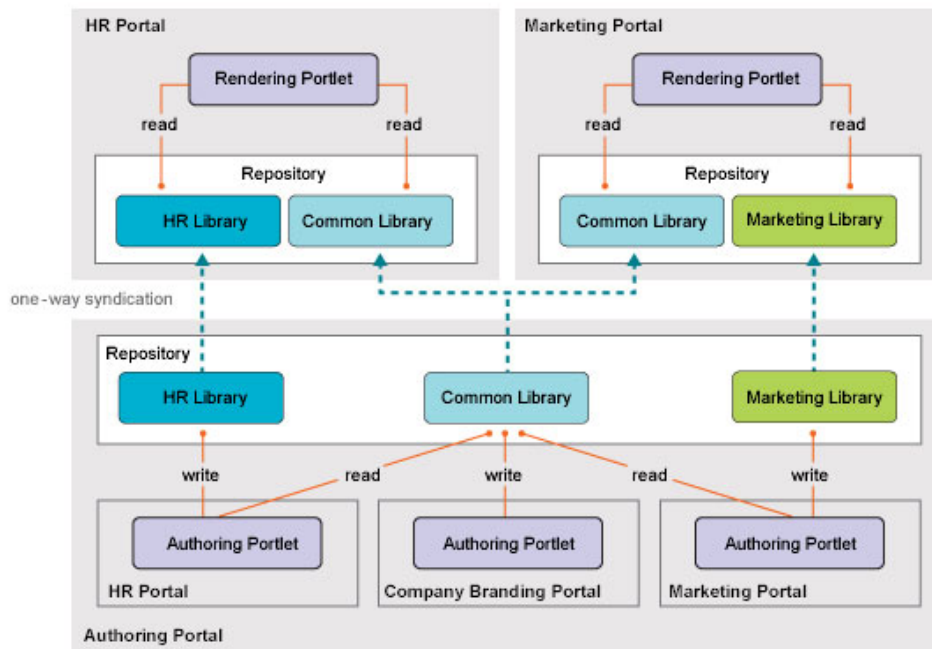 HR Portal
Marketing Portal
Rendering Portlet
Rendering Portlet
read
read
read
read
Repository
Repository
HR Library
Common Library
Common Library
Marketing Library
one-way syndication
Repository
HR Library
Common Library
Marketing Library
write
read
write
read
write
Authoring Portlet
Authoring Portlet
Authoring Portlet
HR Portal
Company Branding Portal
Marketing Portal
Authoring Portal